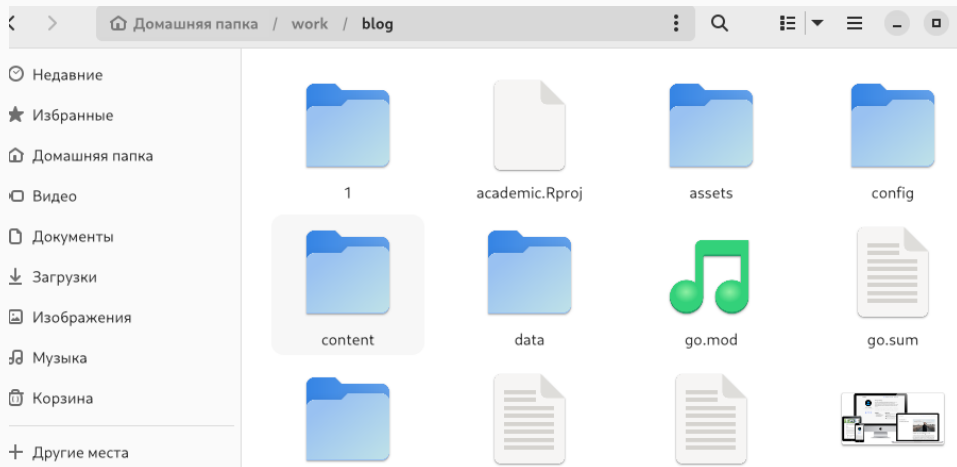 Домашняя папка / work / blog
Недавние
Избранные
Домашняя папка
Видео
Документы
Загрузки
Изображения
Музыка
Корзина
Другие места
1
academic.Rproj
assets
config
content
data
go.mod
go.sum